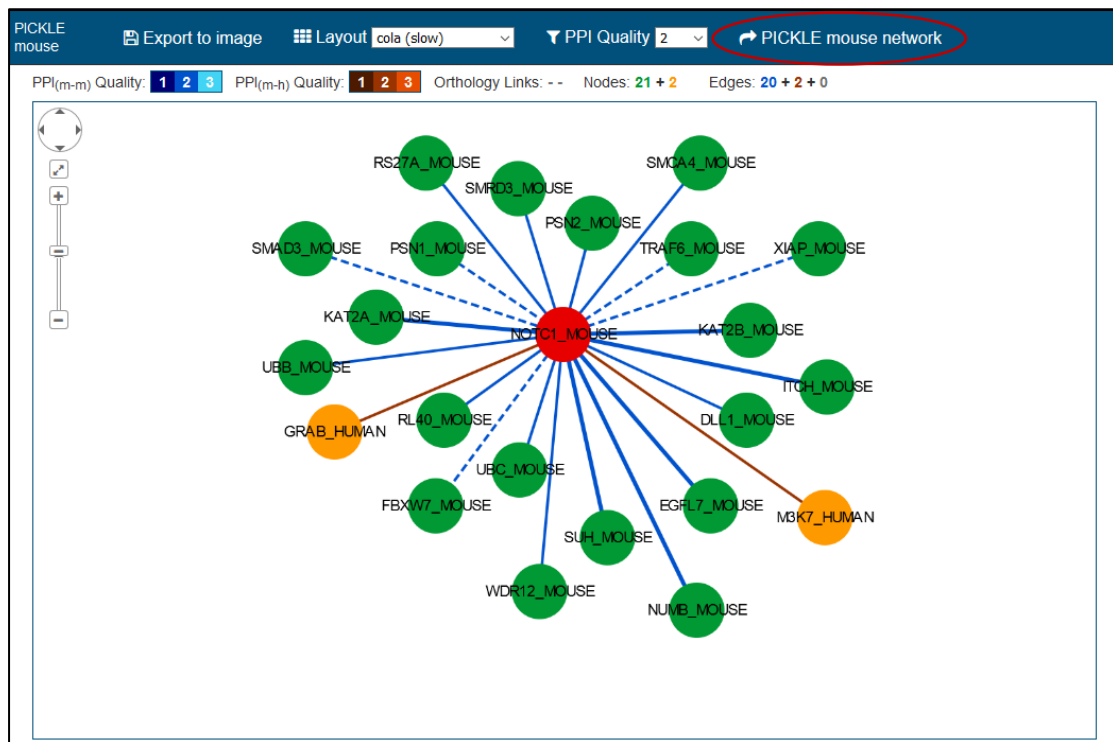 PICKLE mouse
Export to image Layout cola (slow) PPI Quality 2 PICKLE mouse network
PPI(m-m) Quality: 1 2 3 PPI(m-h) Quality: 1 2 3 Orthology Links: - - Nodes: 21 + 2 Edges: 20 + 2 + 0
RS27A_MOUSE
SMCA4_MOUSE
SMRD3_MOUSE
PSN2_MOUSE
SMAD3_MOUSE
PSN1_MOUSE
TRAF6_MOUSE
XIAP_MOUSE
KAT2A_MOUSE
NOTC1_MOUSE
KAT2B_MOUSE
UBB_MOUSE
ITCH_MOUSE
GRAB_HUMAN
RL40_MOUSE
DLL1_MOUSE
UBC_MOUSE
FBXW7_MOUSE
EGFL7_MOUSE
M3K7_HUMAN
SUH_MOUSE
WDR12_MOUSE
NUMB_MOUSE